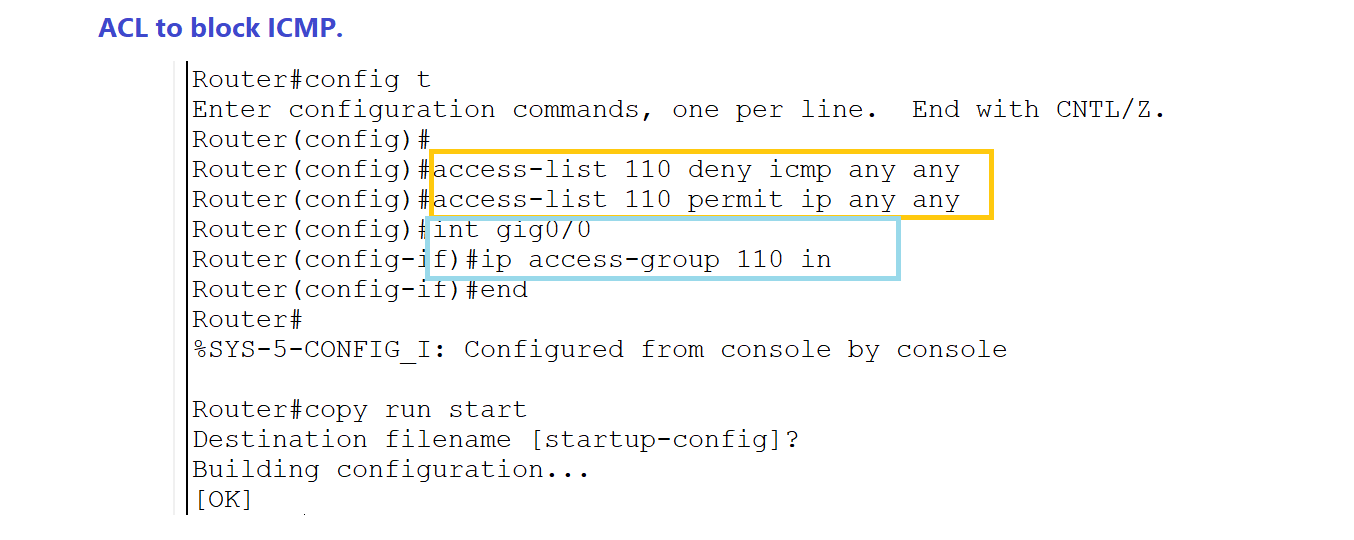 ACL to block ICMP.
Router#config t
Enter configuration commands, one per line.  End with CNTL/Z.
Router(config)#
Router(config)#access-list 110 deny icmp any any
Router(config)#access-list 110 permit ip any any
Router(config)#int gig0/0
Router(config-if)#ip access-group 110 in
Router(config-if)#end
Router#
%SYS-5-CONFIG_I: Configured from console by console
Router#copy run start
Destination filename [startup-config]?
Building configuration...
[OK]